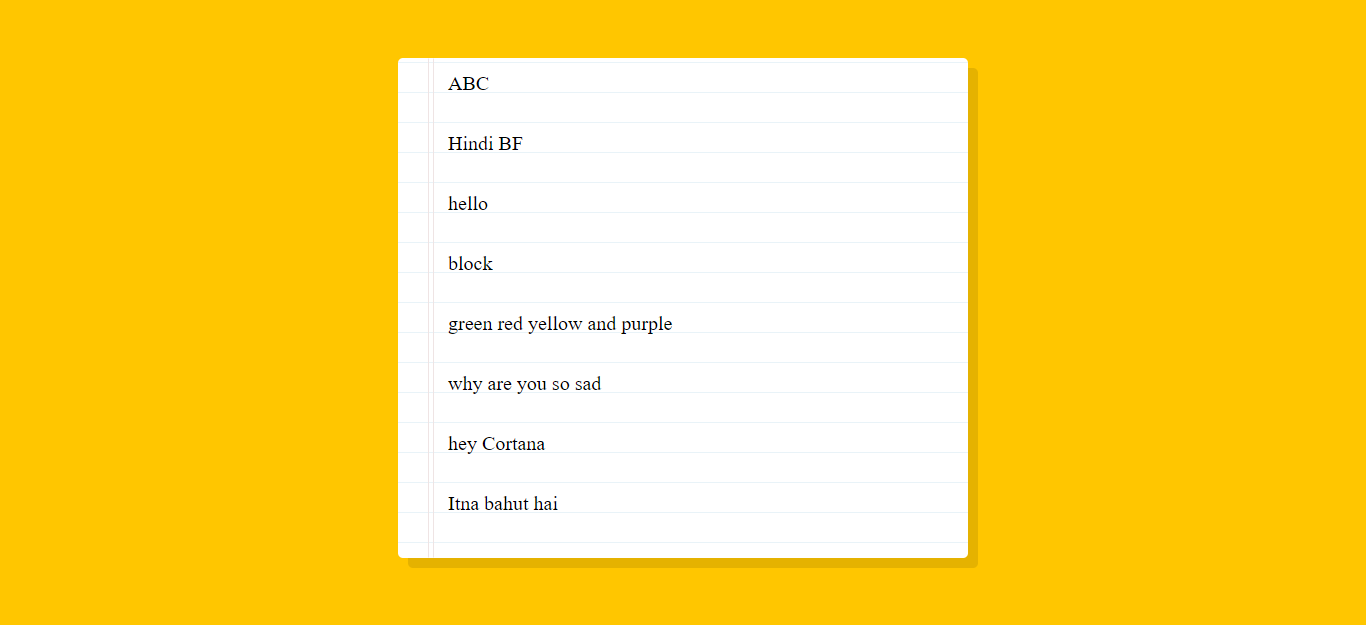 ABC
Hindi BF
hello
block
green red yellow and purple
why are you so sad
hey Cortana
Itna bahut hai